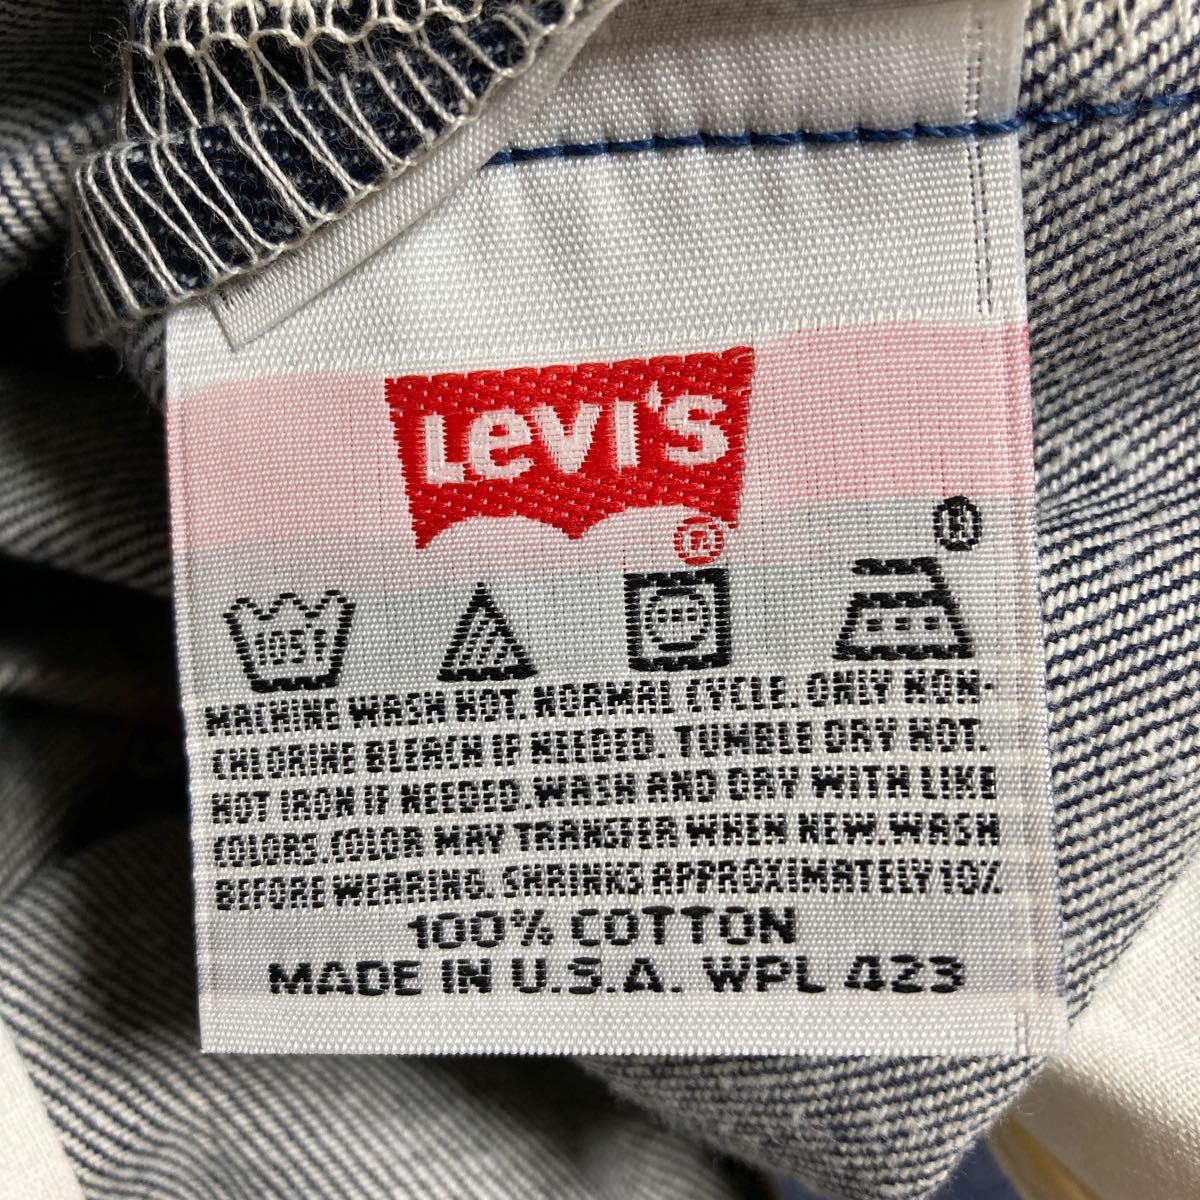 Levi's
®
®
105°F
MACHINE WASH HOT. NORMAL CYCLE. ONLY NON-
CHLORINE BLEACH IF NEEDED. TUMBLE DRY HOT.
HOT IRON IF NEEDED. WASH AND DRY WITH LIKE
COLORS. COLOR MAY TRANSFER WHEN NEW. WASH
BEFORE WEARING. SHRINKS APPROXIMATELY 10%
100% COTTON
MADE IN U.S.A. WPL 423